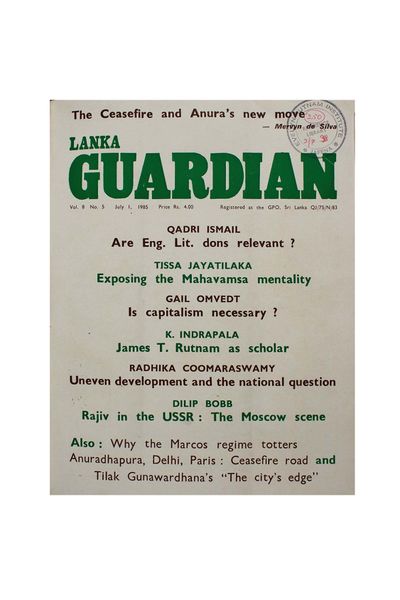 The Ceasefire and Anura's new move
— Mervyn de Silva
LANKA
GUARDIAN
Vol. 8 No. 5 July 1, 1985 Price Rs. 4.00 Registered at the GPO, Sri Lanka QJ/75/N/83
QADRI ISMAIL
Are Eng. Lit. dons relevant ?
TISSA JAYATILAKA
Exposing the Mahavamsa mentality
GAIL OMVEDT
Is capitalism necessary ?
K. INDRAPALA
James T. Rutnam as scholar
RADHIKA COOMARASWAMY
Uneven development and the national question
DILIP BOBB
Rajiv in the USSR : The Moscow scene
Also : Why the Marcos regime totters
Anuradhapura, Delhi, Paris : Ceasefire road and
Tilak Gunawardhana's "The city's edge"